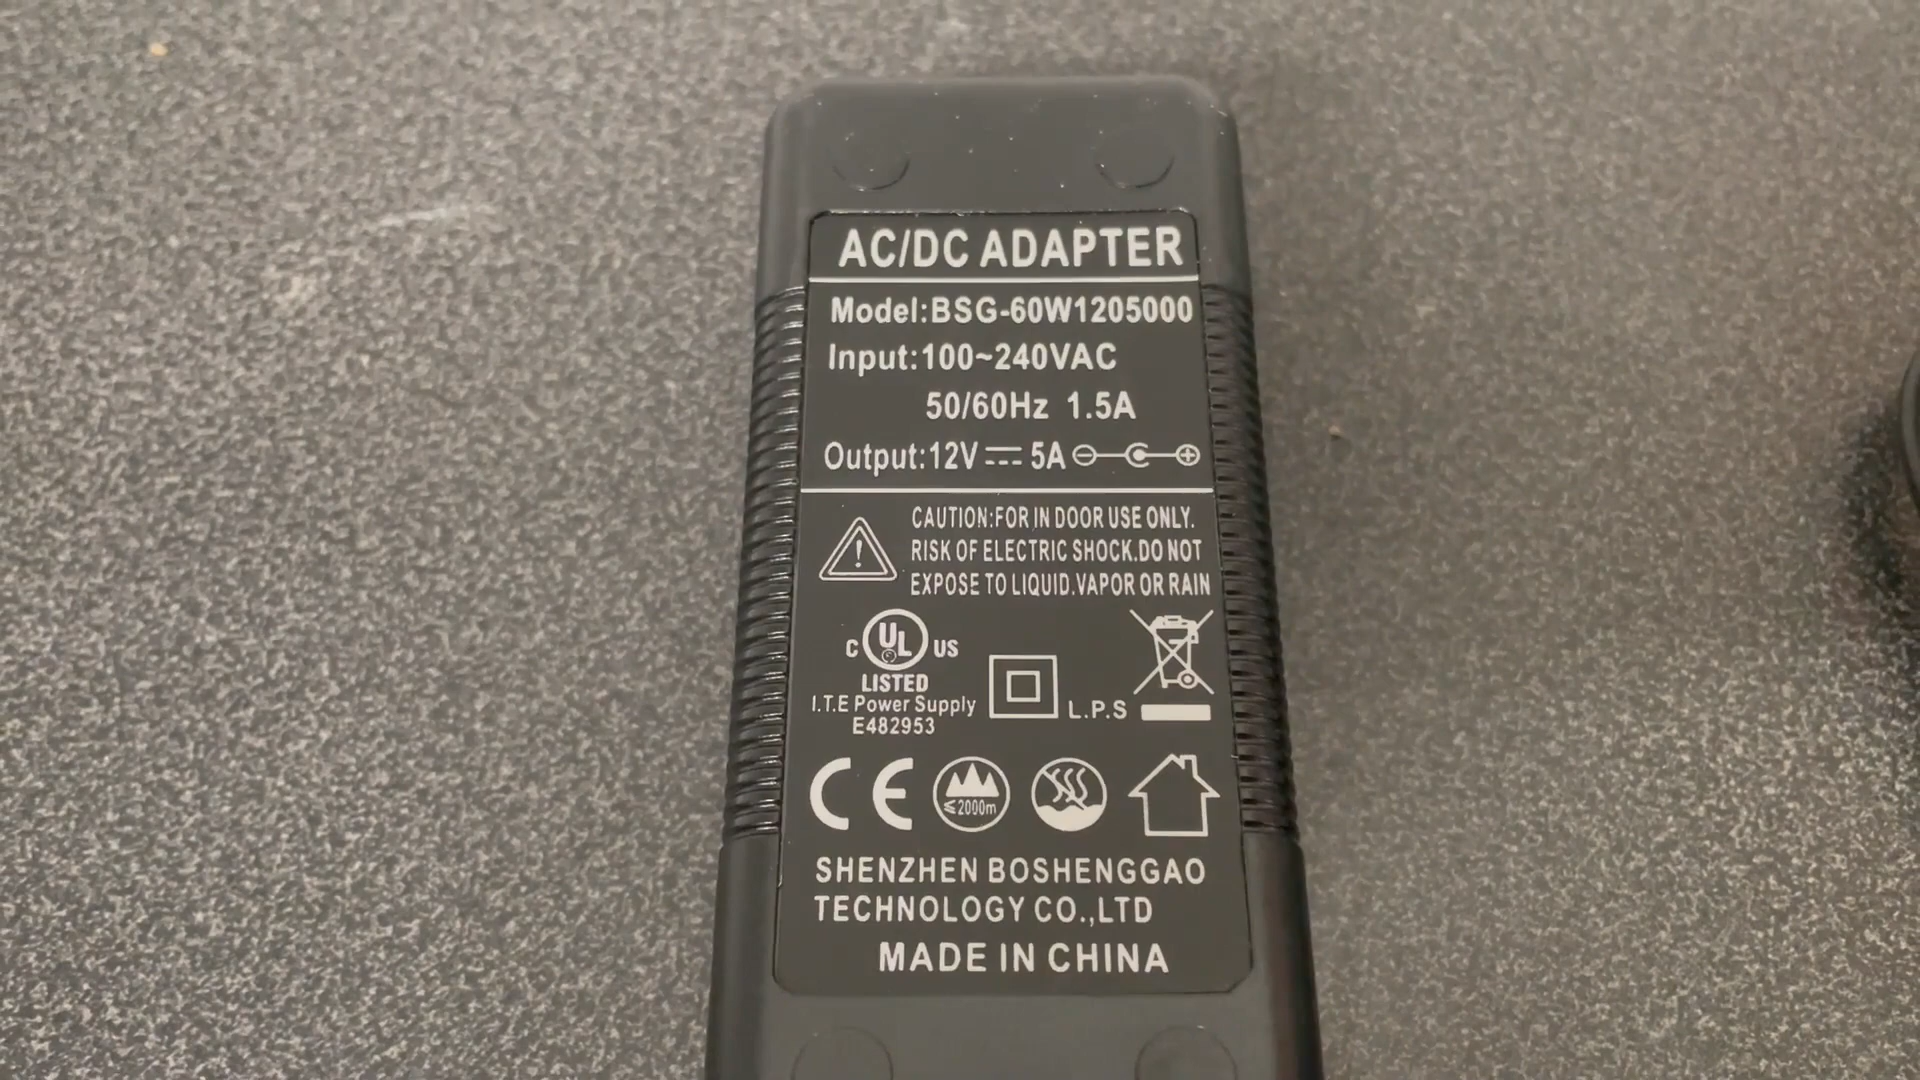 AC/DC ADAPTER
Model:BSG-60W1205000
Input:100~240VAC
50/60Hz 1.5A
Output:12V 5A
CAUTION:FOR IN DOOR USE ONLY.
RISK OF ELECTRIC SHOCK.DO NOT
EXPOSE TO LIQUID.VAPOR OR RAIN
C UL US
LISTED
I.T.E Power Supply
E482953
L.P.S
CE
≤2000m
SHENZHEN BOSHENGGAO
TECHNOLOGY CO.,LTD
MADE IN CHINA